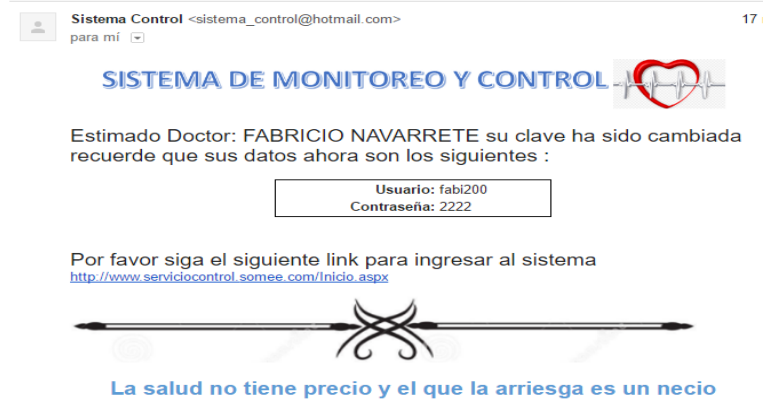 Sistema Control <sistema_control@hotmail.com>
17
para mí
SISTEMA DE MONITOREO Y CONTROL
Estimado Doctor: FABRICIO NAVARRETE su clave ha sido cambiada
recuerde que sus datos ahora son los siguientes :
Usuario: fabi200
Contraseña: 2222
Por favor siga el siguiente link para ingresar al sistema
http://www.serviciocontrol.somee.com/Inicio.aspx
La salud no tiene precio y el que la arriesga es un necio